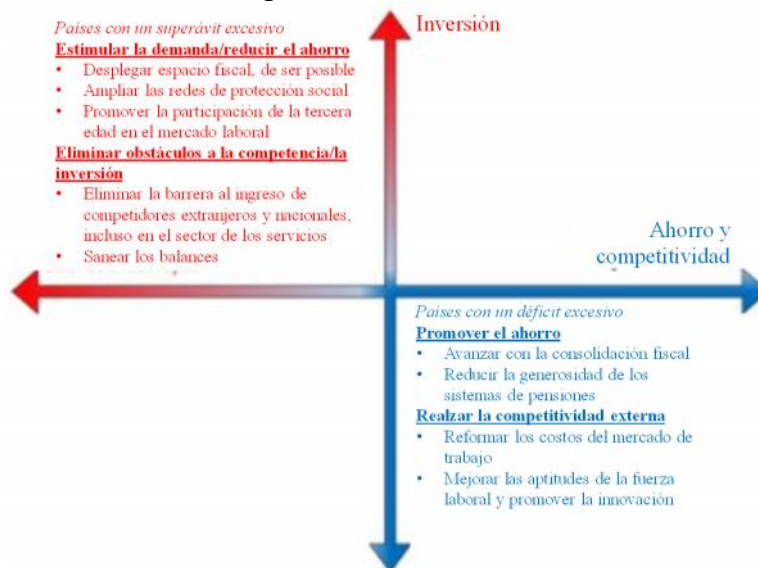 Países con un superávit excesivo
Estimular la demanda/reducir el ahorro
• Desplegar espacio fiscal, de ser posible
• Ampliar las redes de protección social
• Promover la participación de la tercera
edad en el mercado laboral
Eliminar obstáculos a la competencia/la
inversión
• Eliminar la barrera al ingreso de
competidores extranjeros y nacionales,
incluso en el sector de los servicios
• Sanear los balances
Inversión
Ahorro y
competitividad
Países con un déficit excesivo
Promover el ahorro
• Avanzar con la consolidación fiscal
• Reducir la generosidad de los
sistemas de pensiones
Realzar la competitividad externa
• Reformar los costos del mercado de
trabajo
• Mejorar las aptitudes de la fuerza
laboral y promover la innovación